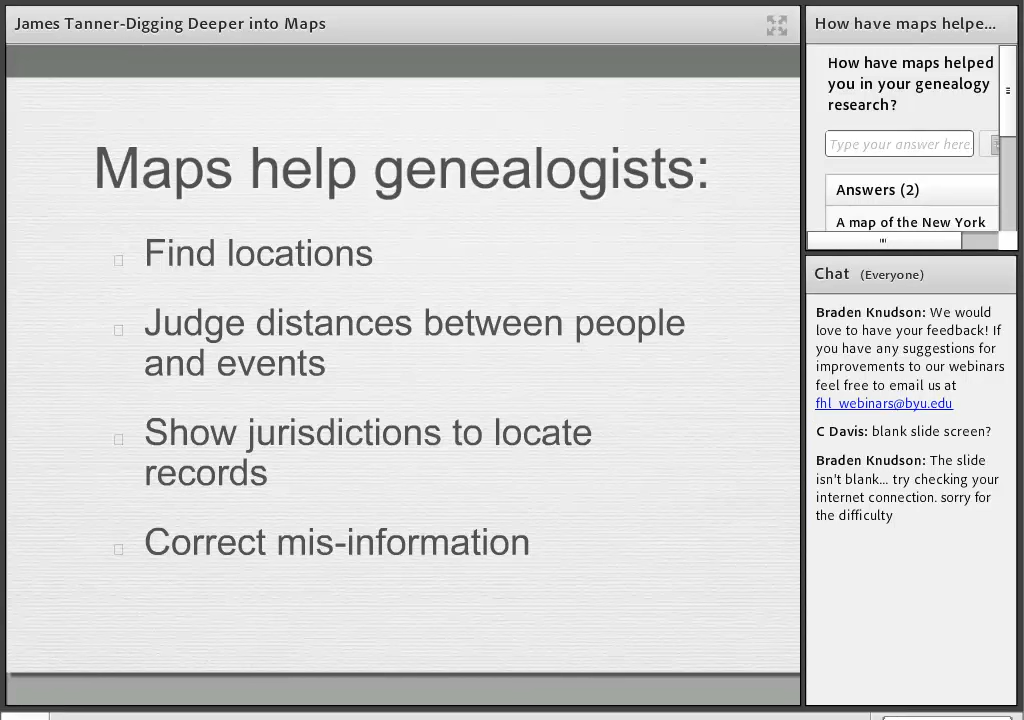 James Tanner-Digging Deeper into Maps
Maps help genealogists:
Find locations
Judge distances between people
and events
Show jurisdictions to locate
records
Correct mis-information
How have maps helpe...
How have maps helped
you in your genealogy
research?
Type your answer here.
Answers (2)
A map of the New York
Chat (Everyone)
Braden Knudson: We would
love to have your feedback! If
you have any suggestions for
improvements to our webinars
feel free to email us at
fhl_webinars@byu.edu
C Davis: blank slide screen?
Braden Knudson: The slide
isn't blank... try checking your
internet connection. sorry for
the difficulty